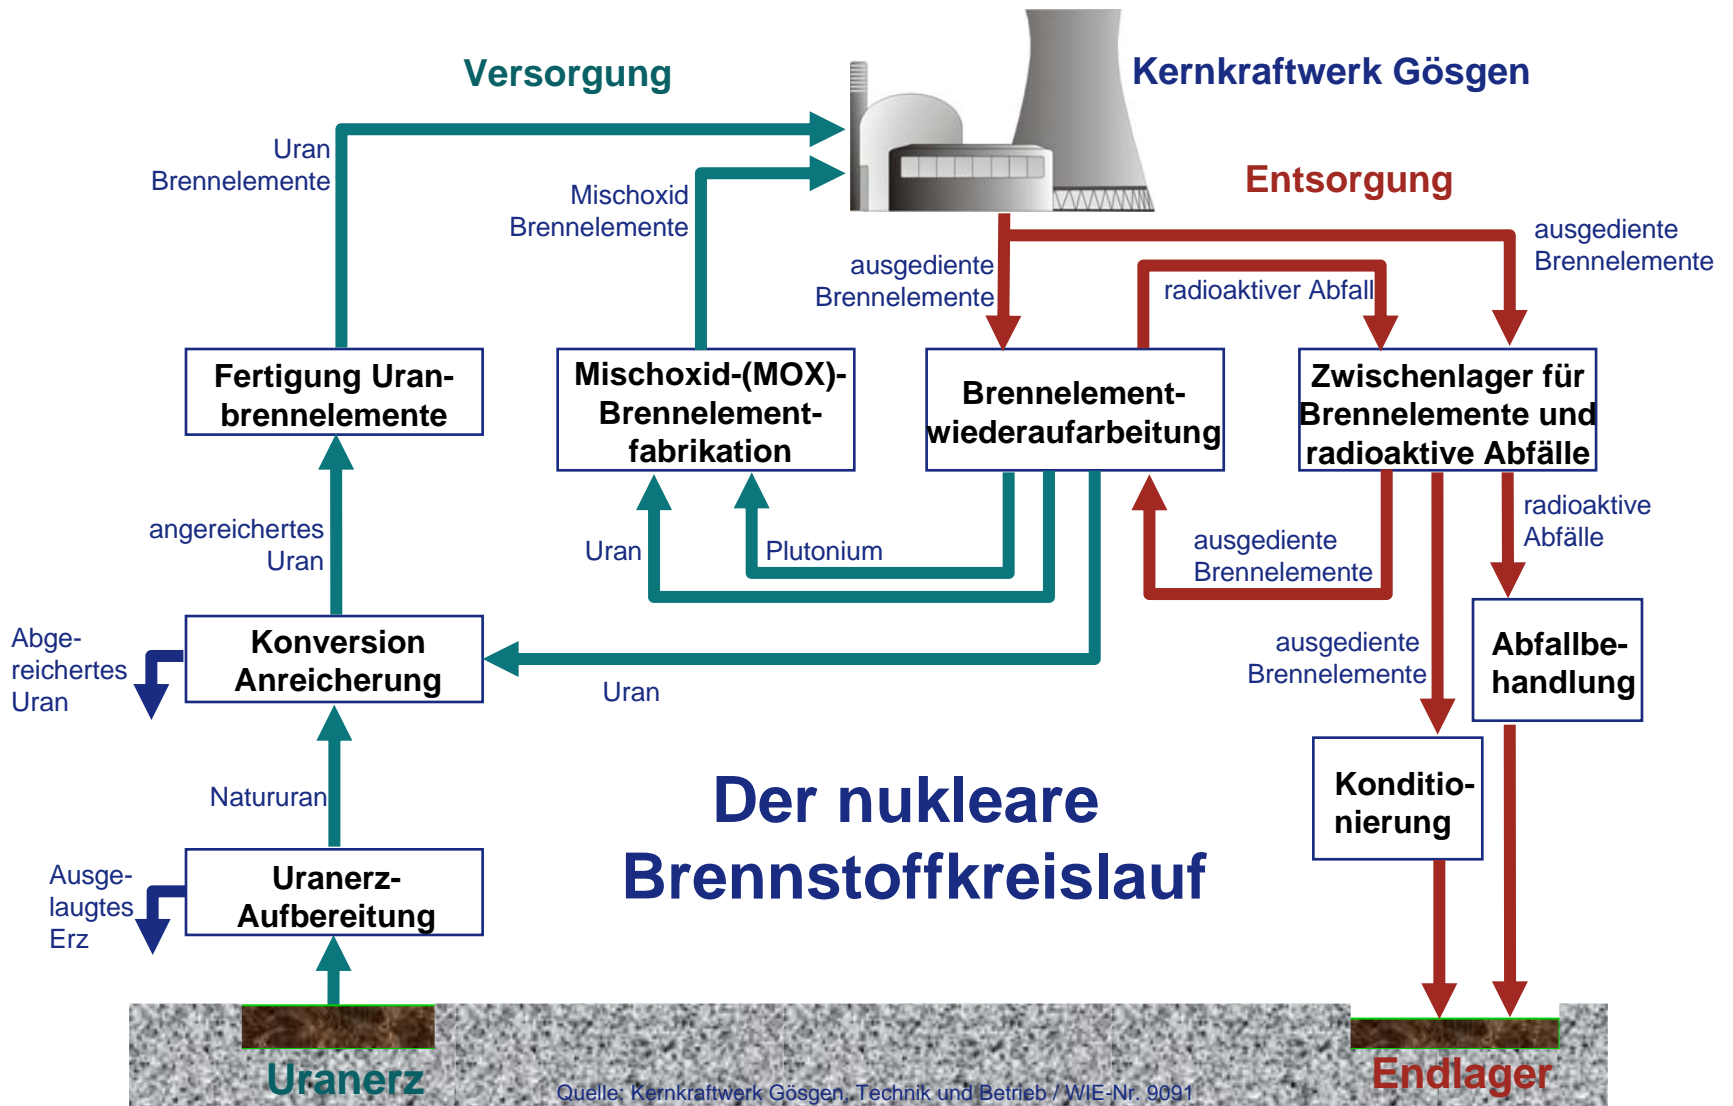 Versorgung
Kernkraftwerk Gösgen
Entsorgung
Uran
Brennelemente
Mischoxid
Brennelemente
ausgediente
Brennelemente
radioaktiver Abfall
ausgediente
Brennelemente
Fertigung Uran-
brennelemente
Mischoxid-(MOX)-
Brennelement-
fabrikation
Brennelement-
wiederaufarbeitung
Zwischenlager für
Brennelemente und
radioaktive Abfälle
angereichertes
Uran
Uran
Plutonium
ausgediente
Brennelemente
radioaktive
Abfälle
Abge-
reichertes
Uran
Konversion
Anreicherung
Uran
ausgediente
Brennelemente
Abfallbe-
handlung
Natururan
Der nukleare
Brennstoffkreislauf
Konditio-
nierung
Ausge-
laugtes
Erz
Uranerz-
Aufbereitung
Uranerz
Quelle: Kernkraftwerk Gösgen, Technik und Betrieb / WIE-Nr. 9091
Endlager